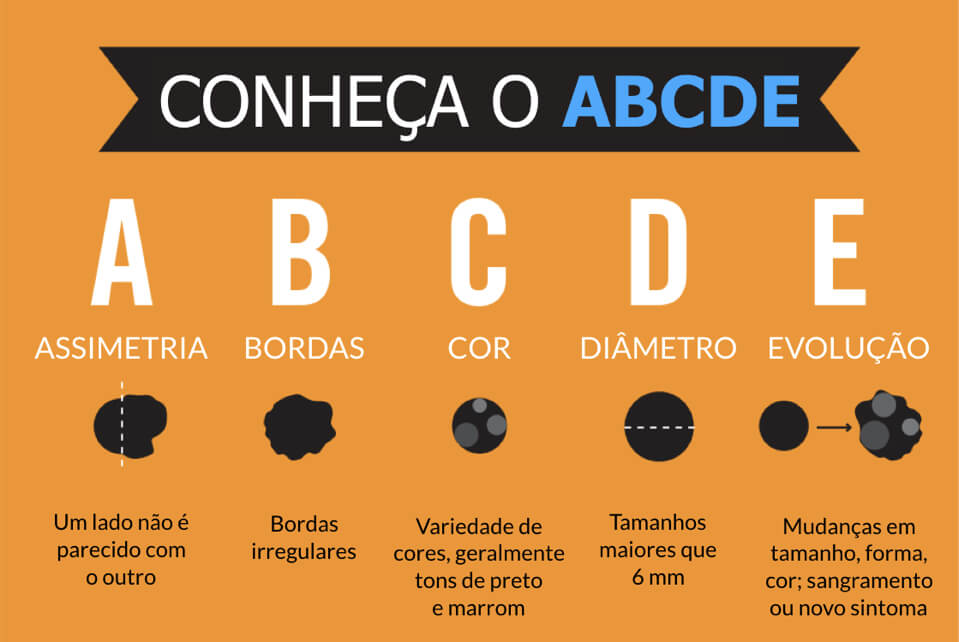 CONHEÇA O ABCDE
A B C D E
ASSIMETRIA BORDAS COR DIÂMETRO EVOLUÇÃO
Um lado não é
parecido com
o outro
Bordas
irregulares
Variedade de
cores, geralmente
tons de preto
e marrom
Tamanhos
maiores que
6 mm
Mudanças em
tamanho, forma,
cor; sangramento
ou novo sintoma